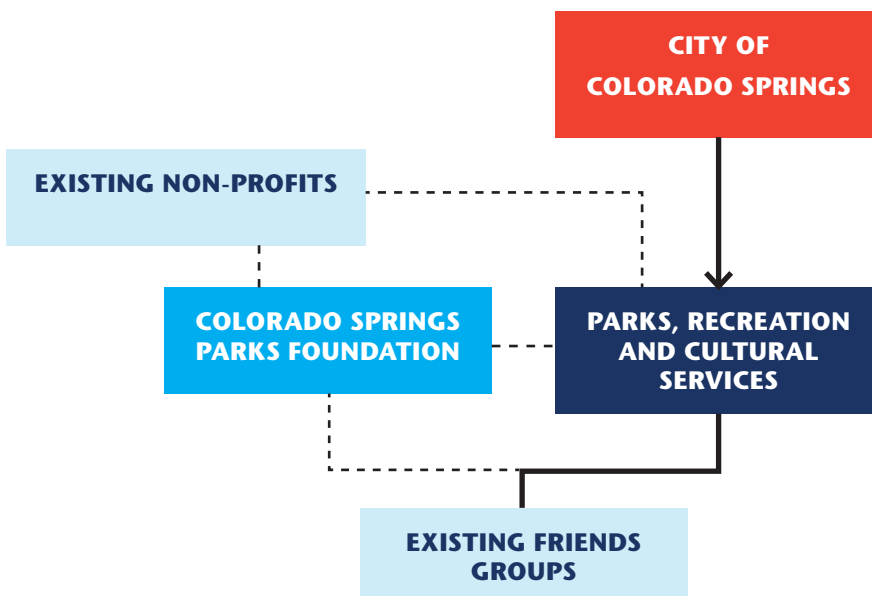 CITY OF
COLORADO SPRINGS
EXISTING NON-PROFITS
COLORADO SPRINGS
PARKS FOUNDATION
PARKS, RECREATION
AND CULTURAL
SERVICES
EXISTING FRIENDS
GROUPS